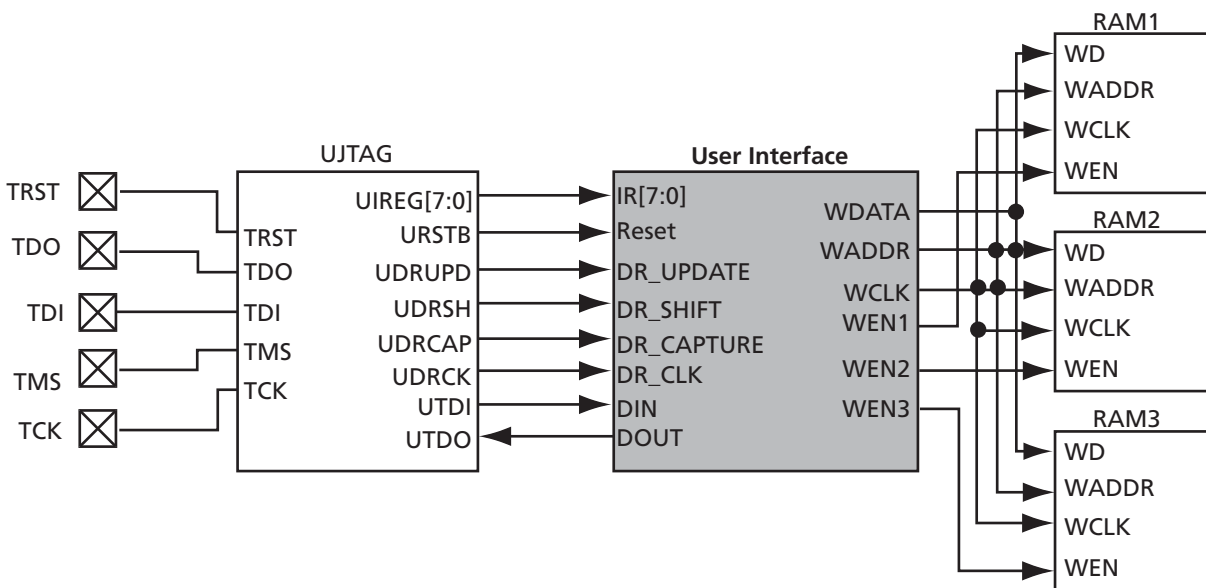 TRST
TDO
TDI
TMS
TCK
UJTAG
TRST
TDO
TDI
TMS
TCK
UIREG[7:0]
URSTB
UDRUPD
UDRSH
UDRCAP
UDRCK
UTDI
UTDO
User Interface
IR[7:0]
Reset
DR_UPDATE
DR_SHIFT
DR_CAPTURE
DR_CLK
DIN
DOUT
WDATA
WADDR
WCLK
WEN1
WEN2
WEN3
RAM1
WD
WADDR
WCLK
WEN
RAM2
WD
WADDR
WCLK
WEN
RAM3
WD
WADDR
WCLK
WEN